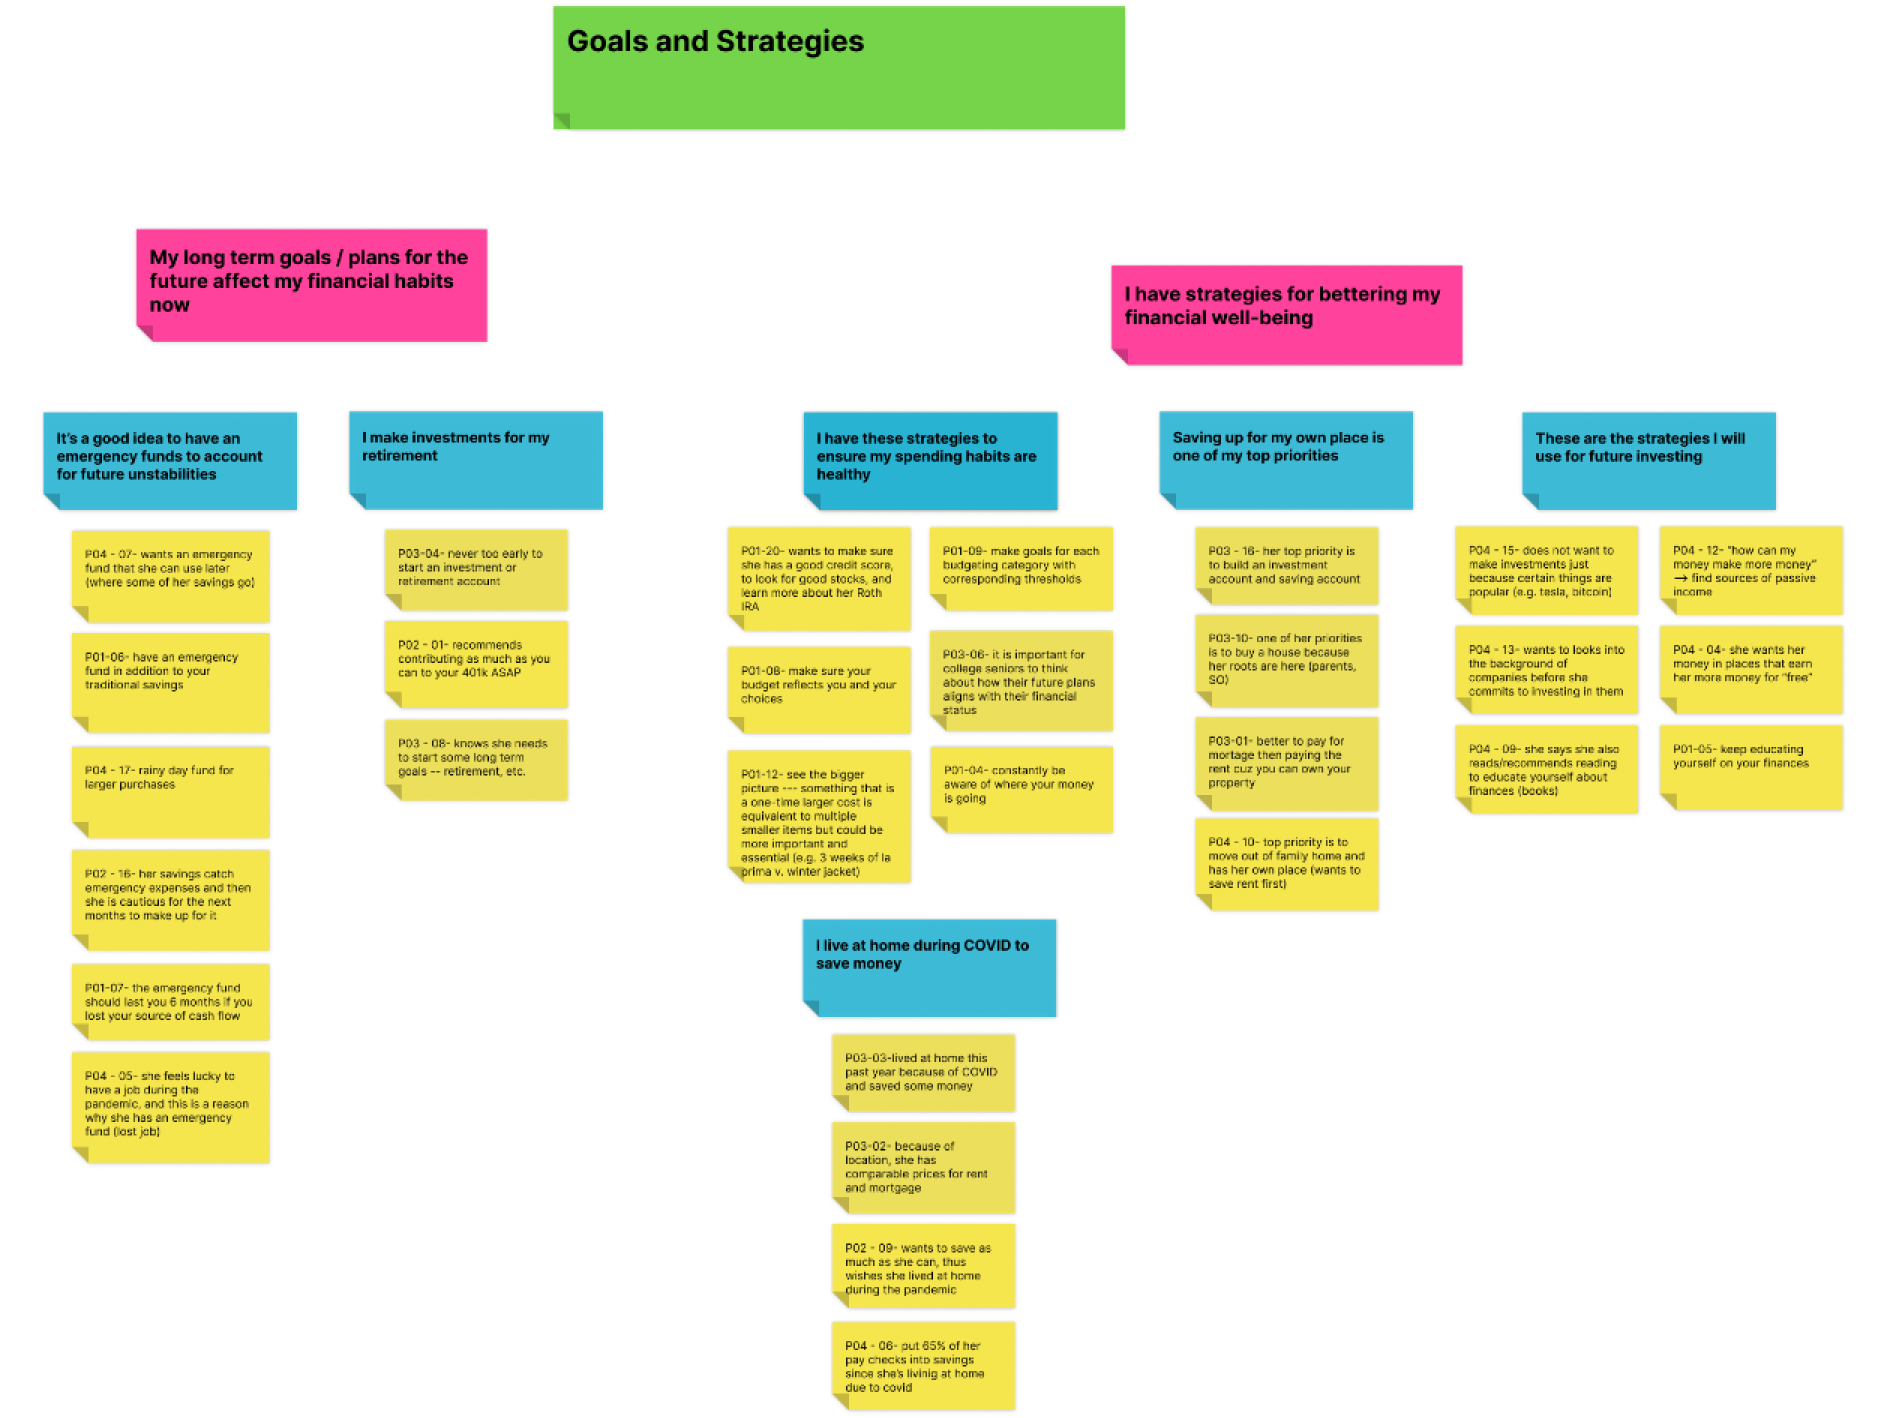 Goals and Strategies
My long term goals / plans for the
future affect my financial habits
now
I have strategies for bettering my
financial well-being
It's a good idea to have an
emergency funds to account
for future unstabilities
P04 - 07- wants an emergency
fund that she can use later
(where some of her savings go)
P01-06- have an emergency
fund in addition to your
traditional savings
P04 - 17- rainy day fund for
larger purchases
P02 - 16- her savings catch
emergency expenses and then
she is cautious for the next
months to make up for it
P01-07- the emergency fund
should last you 6 months if you
lost your source of cash flow
P04 - 05- she feels lucky to
have a job during the
pandemic, and this is a reason
why she has an emergency
fund (lost job)
I make investments for my
retirement
P03-04- never too early to
start an investment or
retirement account
P02 - 01- recommends
contributing as much as you
can to your 401k ASAP
P03 - 08- knows she needs
to start some long term
goals -- retirement, etc.
I have these strategies to
ensure my spending habits are
healthy
P01-20- wants to make sure
she has a good credit score,
to look for good stocks, and
learn more about her Roth
IRA
P01-08- make sure your
budget reflects you and your
choices
P01-12- see the bigger
picture --- something that is
a one-time larger cost is
equivalent to multiple
smaller items but could be
more important and
essential (e.g. 3 weeks of la
prima v. winter jacket)
P01-09- make goals for each
budgeting category with
corresponding thresholds
P03-06- it is important for
college seniors to think
about how their future plans
aligns with their financial
status
P01-04- constantly be
aware of where your money
is going
I live at home during COVID to
save money
P03-03-lived at home this
past year because of COVID
and saved some money
P03-02- because of
location, she has
comparable prices for rent
and mortgage
P02 - 09- wants to save as
much as she can, thus
wishes she lived at home
during the pandemic
P04 - 06- put 65% of her
pay checks into savings
since she's livinig at home
due to covid
Saving up for my own place is
one of my top priorities
P03 - 16- her top priority is
to build an investment
account and saving account
P03-10- one of her priorities
is to buy a house because
her roots are here (parents,
SO)
P03-01- better to pay for
mortage then paying the
rent cuz you can own your
property
P04 - 10- top priority is to
move out of family home and
has her own place (wants to
save rent first)
These are the strategies I will
use for future investing
P04 - 15- does not want to
make investments just
because certain things are
popular (e.g. tesla, bitcoin)
P04 - 13- wants to looks into
the background of
companies before she
commits to investing in them
P04 - 09- she says she also
reads/recommends reading
to educate yourself about
finances (books)
P04 - 12- "how can my
money make more money"
→ find sources of passive
income
P04 - 04- she wants her
money in places that earn
her more money for "free"
P01-05- keep educating
yourself on your finances